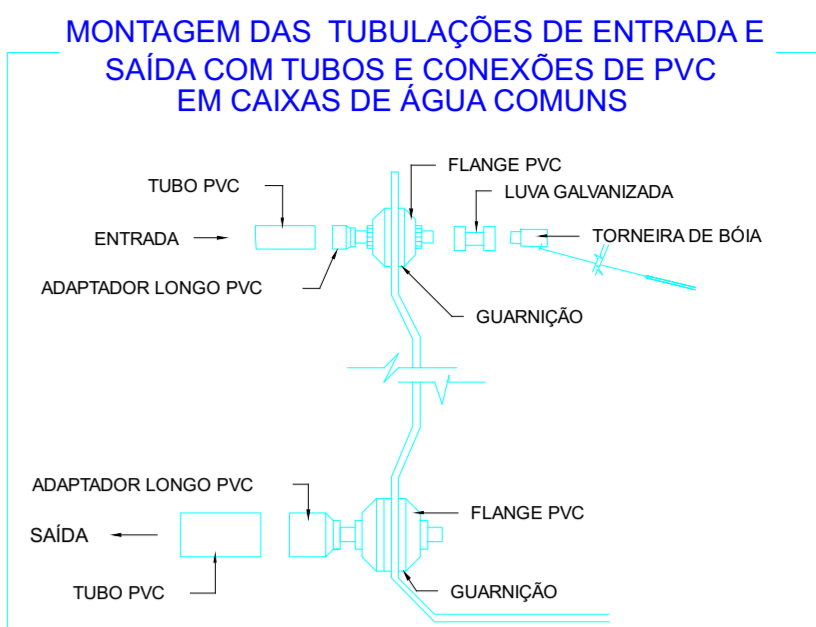 MONTAGEM DAS TUBULAÇÕES DE ENTRADA E
SAÍDA COM TUBOS E CONEXÕES DE PVC
EM CAIXAS DE ÁGUA COMUNS
FLANGE PVC
TUBO PVC
LUVA GALVANIZADA
ENTRADA
TORNEIRA DE BÓIA
ADAPTADOR LONGO PVC
GUARNIÇÃO
ADAPTADOR LONGO PVC
FLANGE PVC
SAÍDA
TUBO PVC
GUARNIÇÃO